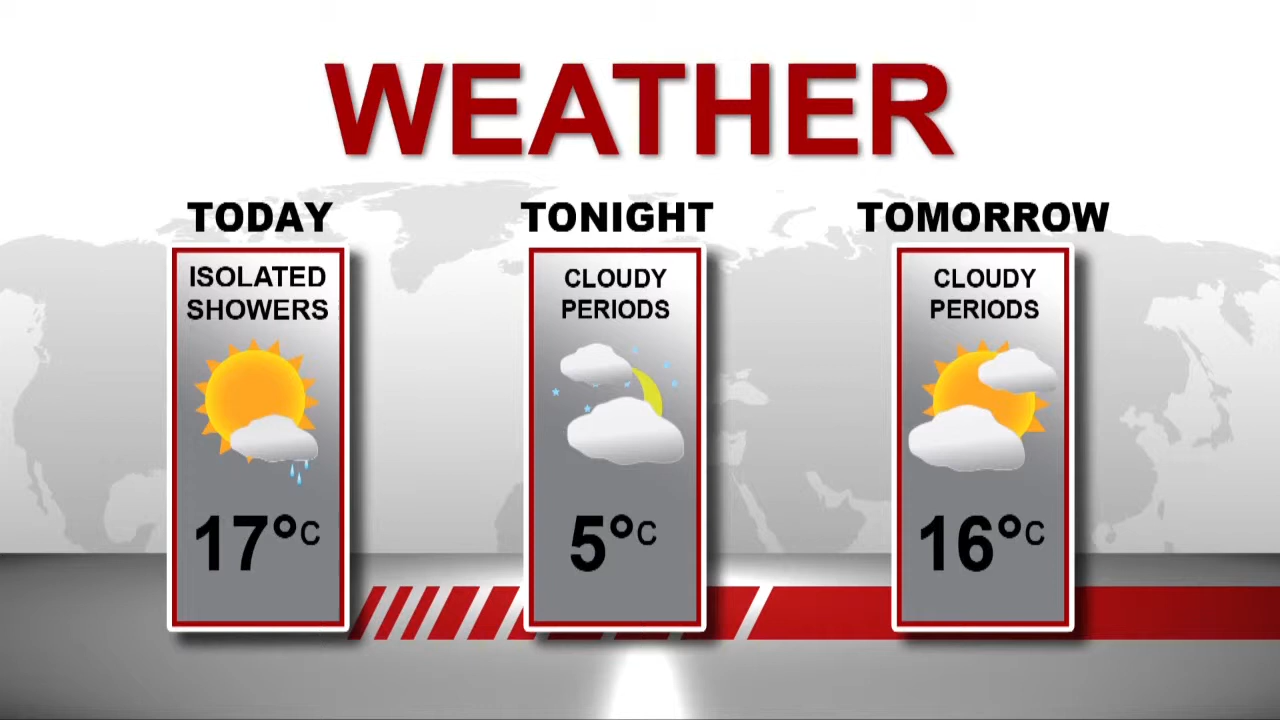 WEATHER
TODAY
ISOLATED
SHOWERS
17°C
TONIGHT
CLOUDY
PERIODS
5°C
TOMORROW
CLOUDY
PERIODS
16°C